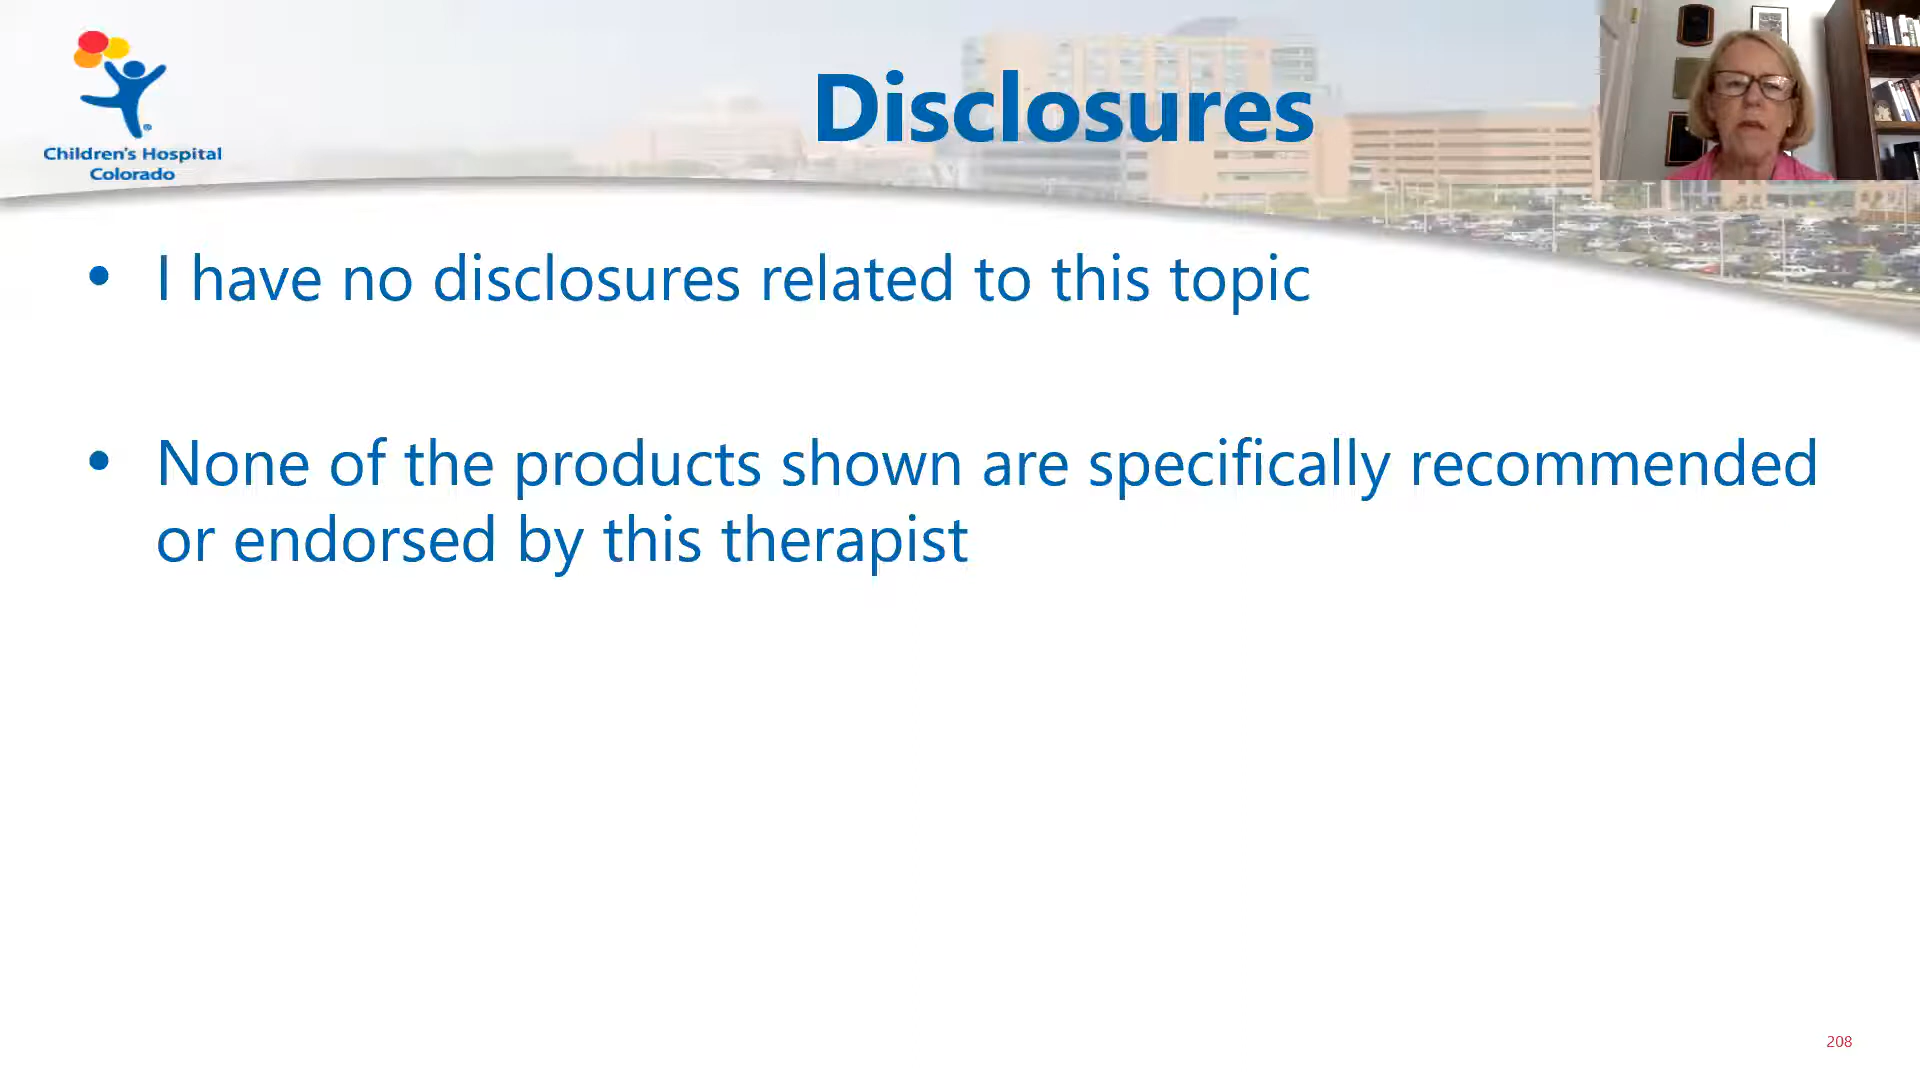 Children's Hospital
Colorado
Disclosures
• I have no disclosures related to this topic
• None of the products shown are specifically recommended
or endorsed by this therapist
208